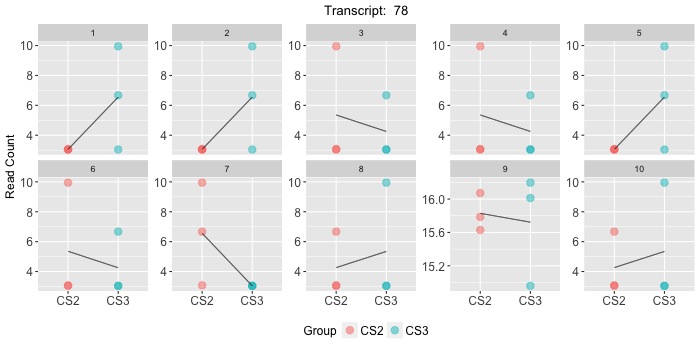 Transcript: 78
1 2 3 4 5
10 10 10 10 10
8 8 8 8 8
6 6 6 6 6
4 4 4 4 4
Read Count
6 7 8 9 10
10 10 10 16.0 10
8 8 8 15.6 8
6 6 6 15.2 6
4 4 4 4
CS2 CS3 CS2 CS3 CS2 CS3 CS2 CS3 CS2 CS3
Group CS2 CS3